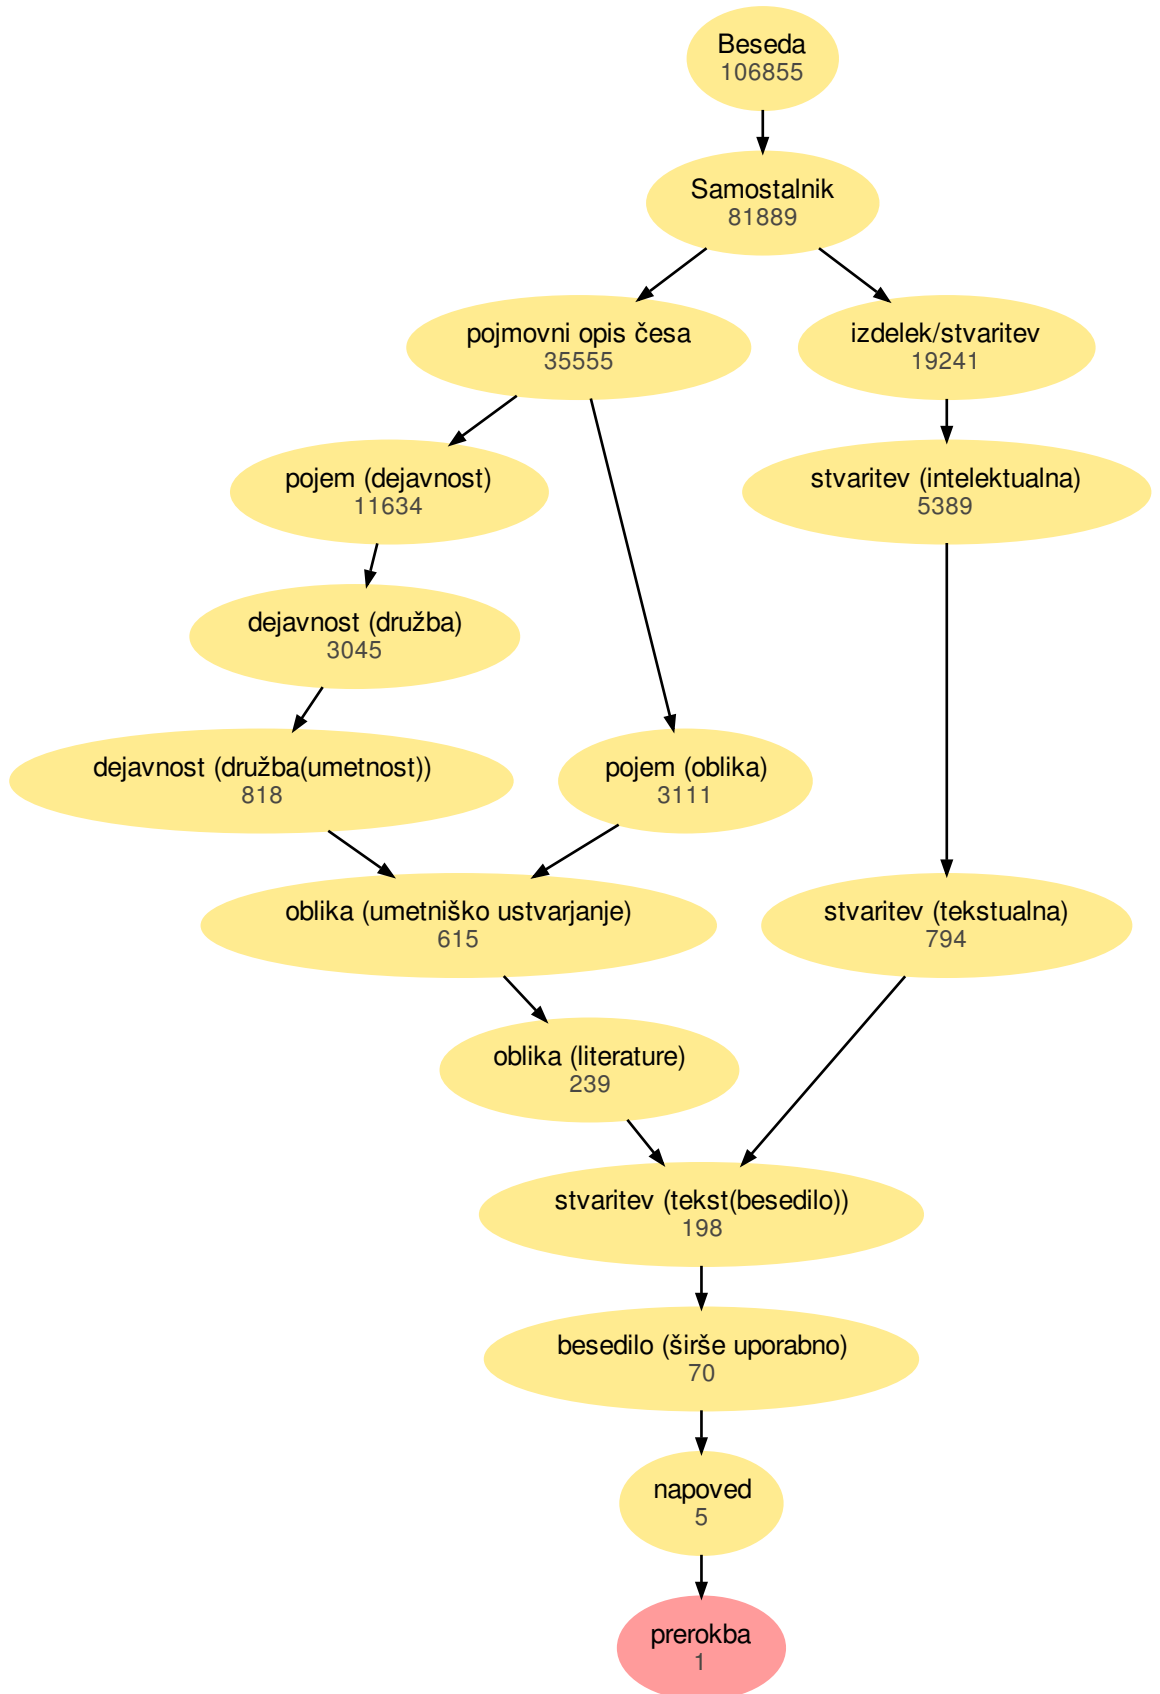 Beseda
106855
Samostalnik
81889
pojmovni opis česa
35555
izdelek/stvaritev
19241
pojem (dejavnost)
11634
stvaritev (intelektualna)
5389
dejavnost (družba)
3045
dejavnost (družba(umetnost))
818
pojem (oblika)
3111
oblika (umetniško ustvarjanje)
615
stvaritev (tekstualna)
794
oblika (literature)
239
stvaritev (tekst(besedilo))
198
besedilo (širše uporabno)
70
napoved
5
prerokba
1